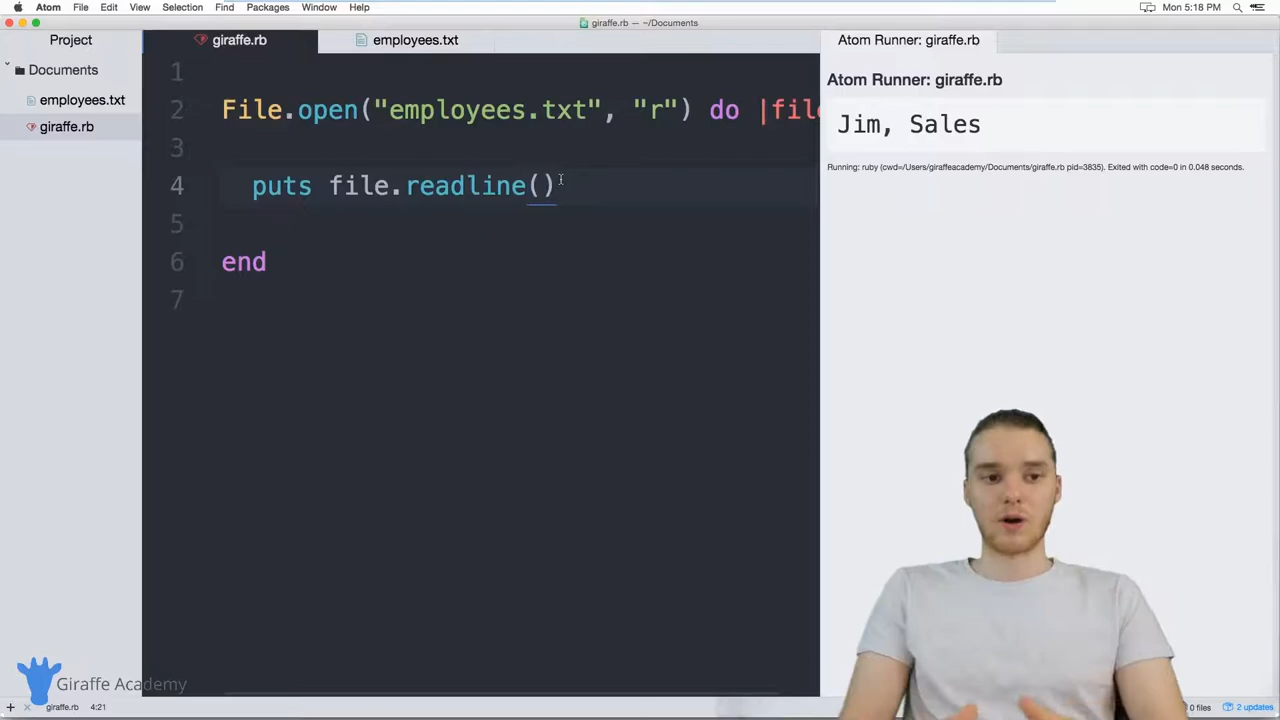 Atom File Edit View Selection Find Packages Window Help Mon 5:18 PM
giraffe.rb — ~/Documents
Project
giraffe.rb
employees.txt
Atom Runner: giraffe.rb
Documents
employees.txt
giraffe.rb
Atom Runner: giraffe.rb
Jim, Sales
Running: ruby (cwd=/Users/giraffeacademy/Documents/giraffe.rb pid=3835). Exited with code=0 in 0.048 seconds.
1
2 File.open("employees.txt", "r") do |file
3
4 puts file.readline()
5
6 end
7
Giraffe Academy
+ × giraffe.rb 4:21
0 files 2 updates